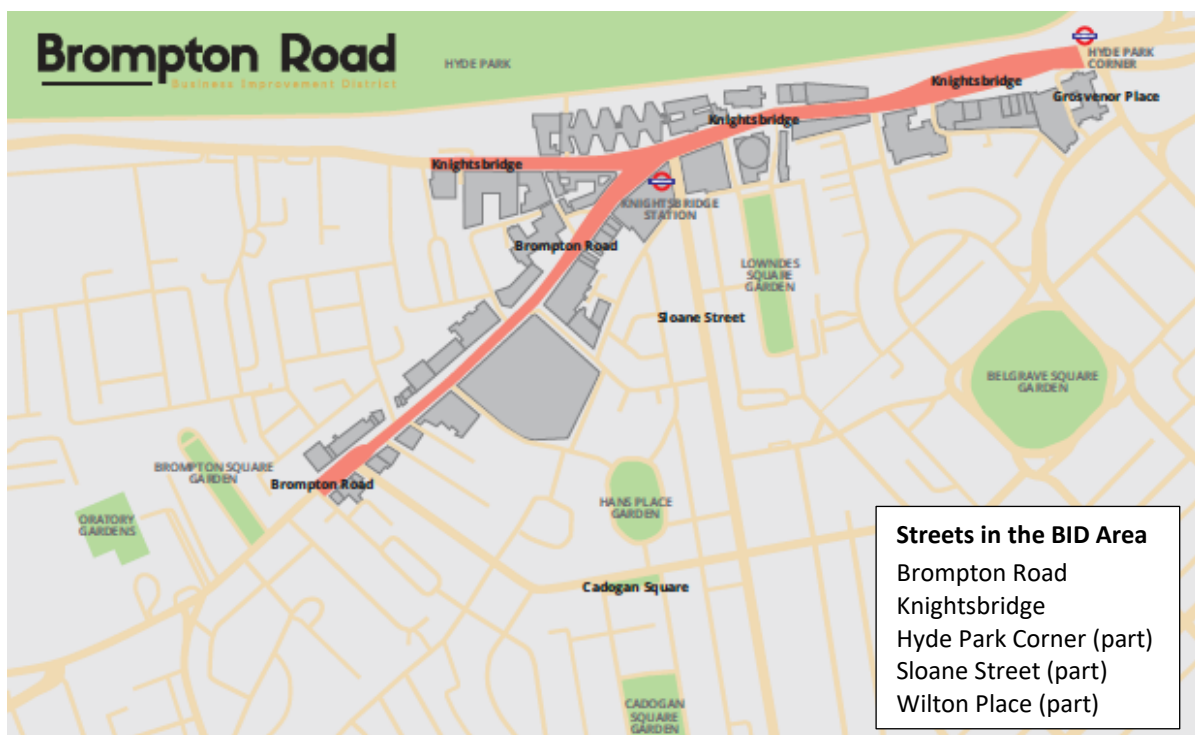 Brompton Road
Business Improvement District
HYDE PARK
HYDE PARK
CORNER
Knightsbridge
Grosvenor Place
Knightsbridge
Knightsbridge
KNIGHTSBRIDGE
STATION
Brompton Road
LOWNDES
SQUARE
GARDEN
Sloane Street
BELGRAVE SQUARE
GARDEN
BROMPTON SQUARE
GARDEN
Brompton Road
ORATORY
GARDENS
HANS PLACE
GARDEN
Cadogan Square
CADOGAN
SQUARE
GARDEN
Streets in the BID Area
Brompton Road
Knightsbridge
Hyde Park Corner (part)
Sloane Street (part)
Wilton Place (part)